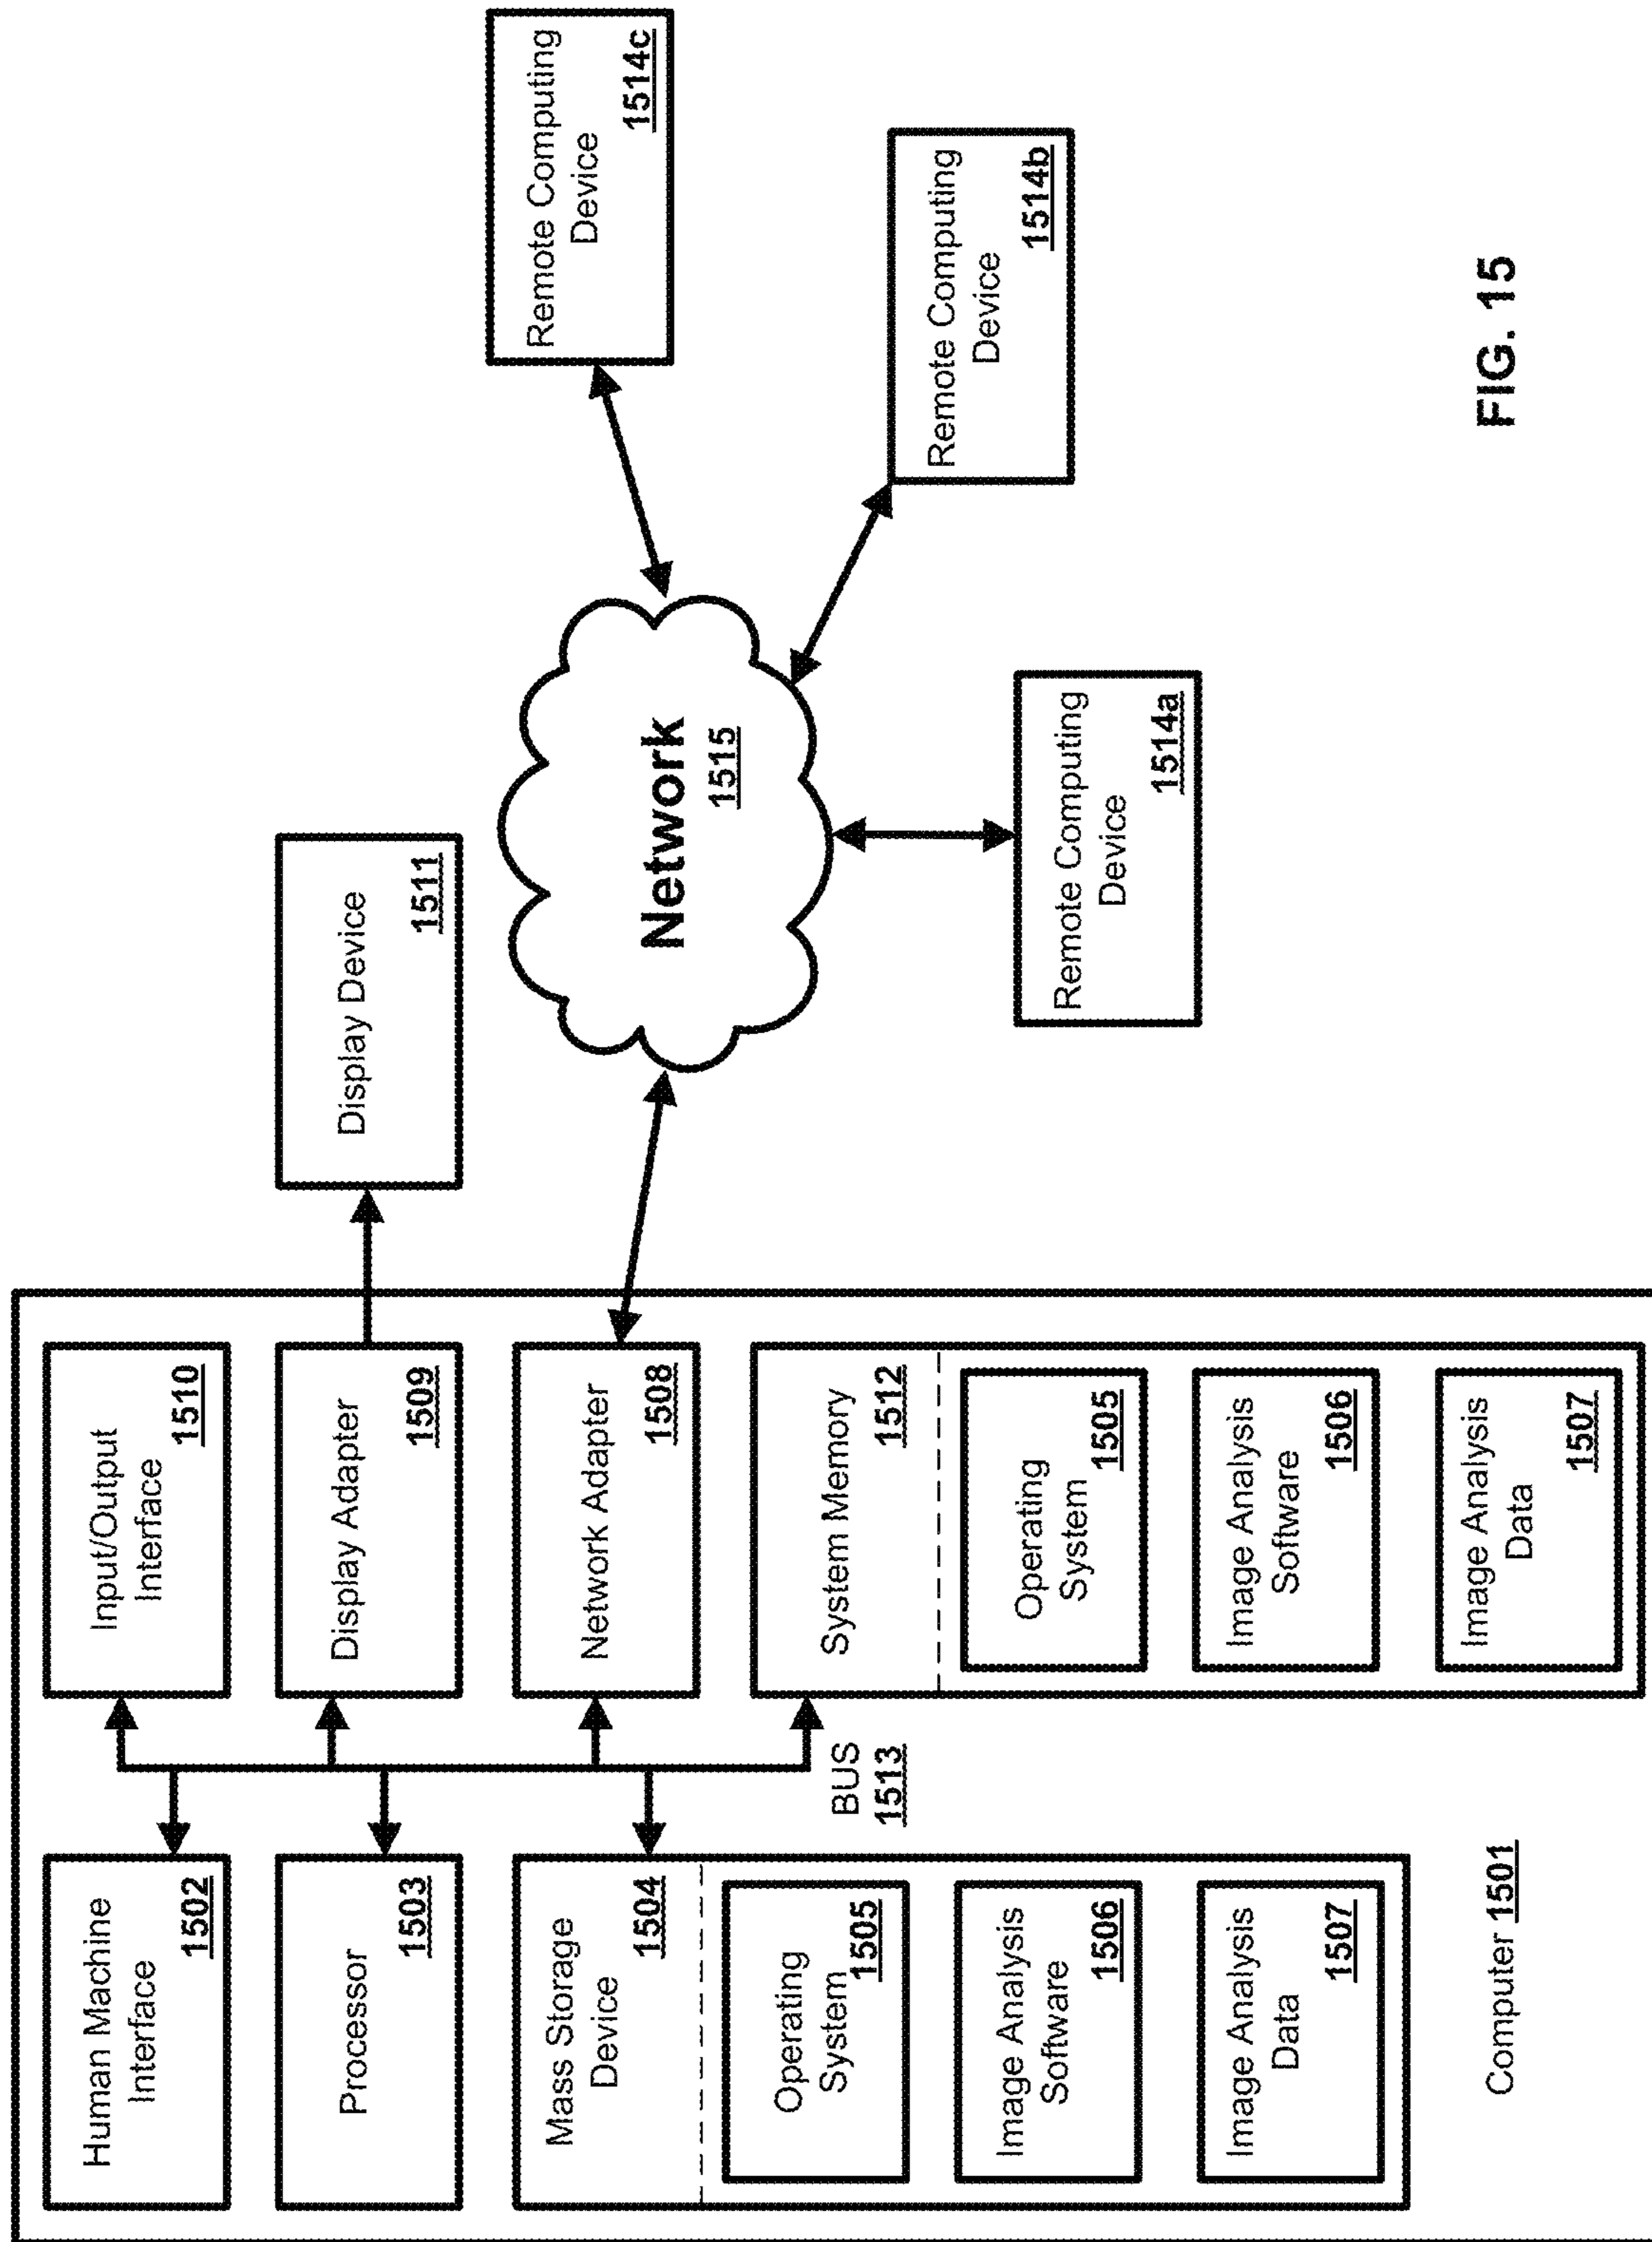 Human Machine
Interface
1502
Processor
1503
Mass Storage
Device
1504
Operating
System
1505
Image Analysis
Software
1506
Image Analysis
Data
1507
BUS
1513
Input/Output
Interface
1510
Display Adapter
1509
Network Adapter
1508
System Memory
1512
Operating
System
1505
Image Analysis
Software
1506
Image Analysis
Data
1507
Computer 1501
Display Device
1511
Network
1515
Remote Computing
Device
1514a
Remote Computing
Device
1514b
Remote Computing
Device
1514c
FIG. 15